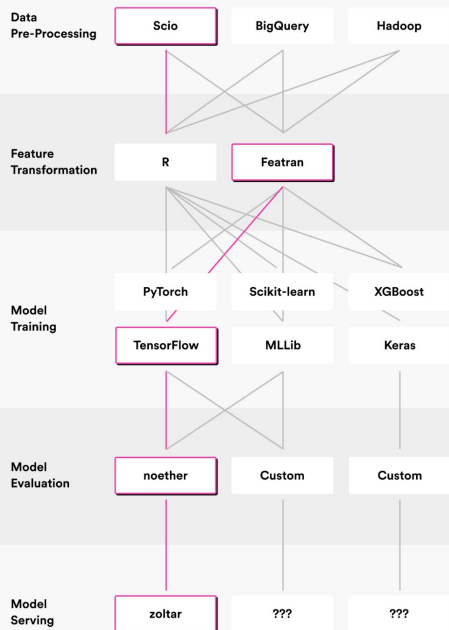 Data
Pre-Processing
Scio
BigQuery
Hadoop
Feature
Transformation
R
Featran
Model
Training
PyTorch
Scikit-learn
XGBoost
TensorFlow
MLLib
Keras
Model
Evaluation
noether
Custom
Custom
Model
Serving
zoltar
???
???